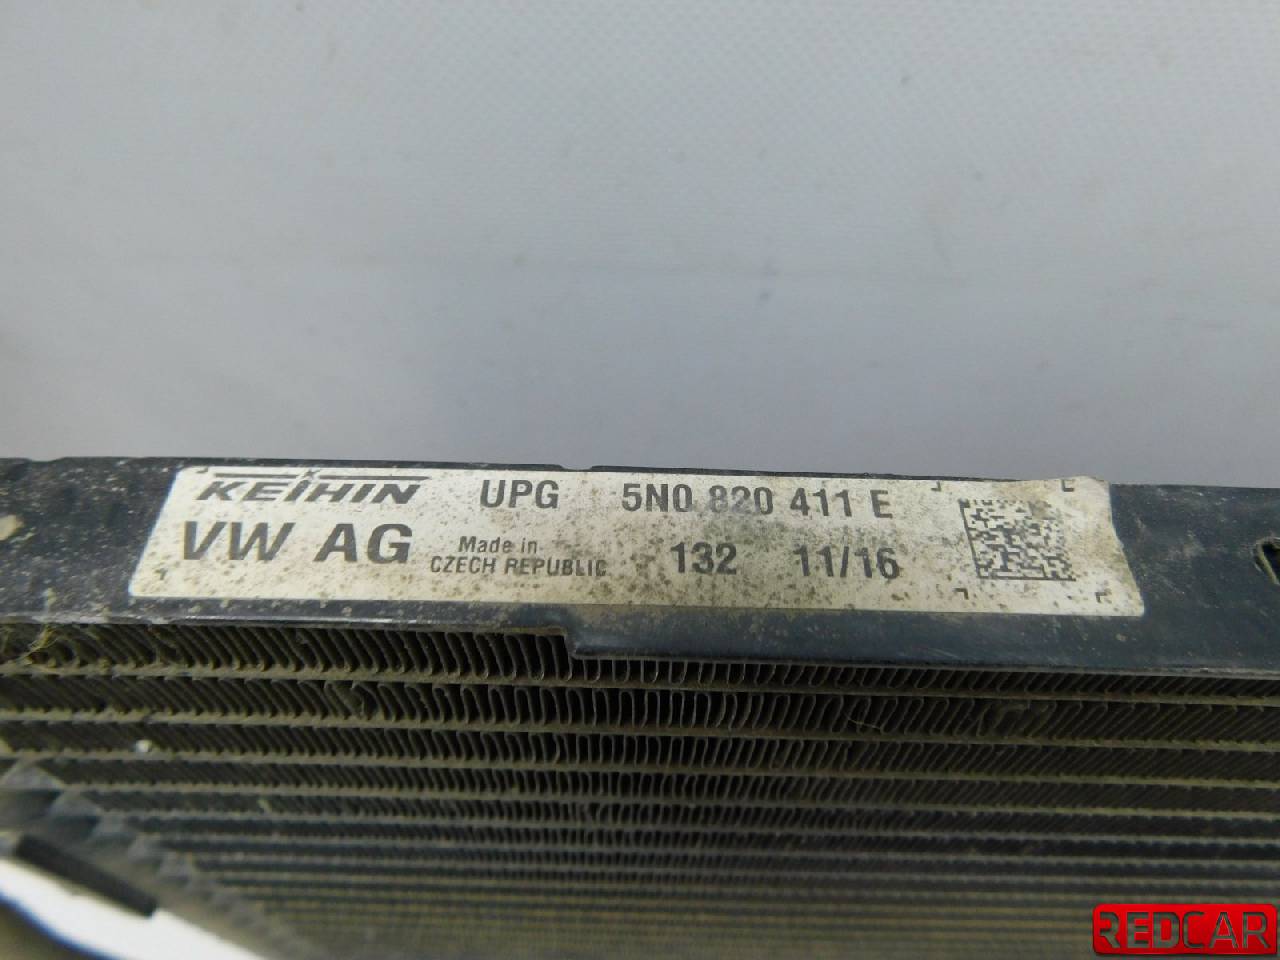 KEIHIN UPG 5N0 820 411 E
VW AG Made in 132 11/16
CZECH REPUBLIC
REDCAR